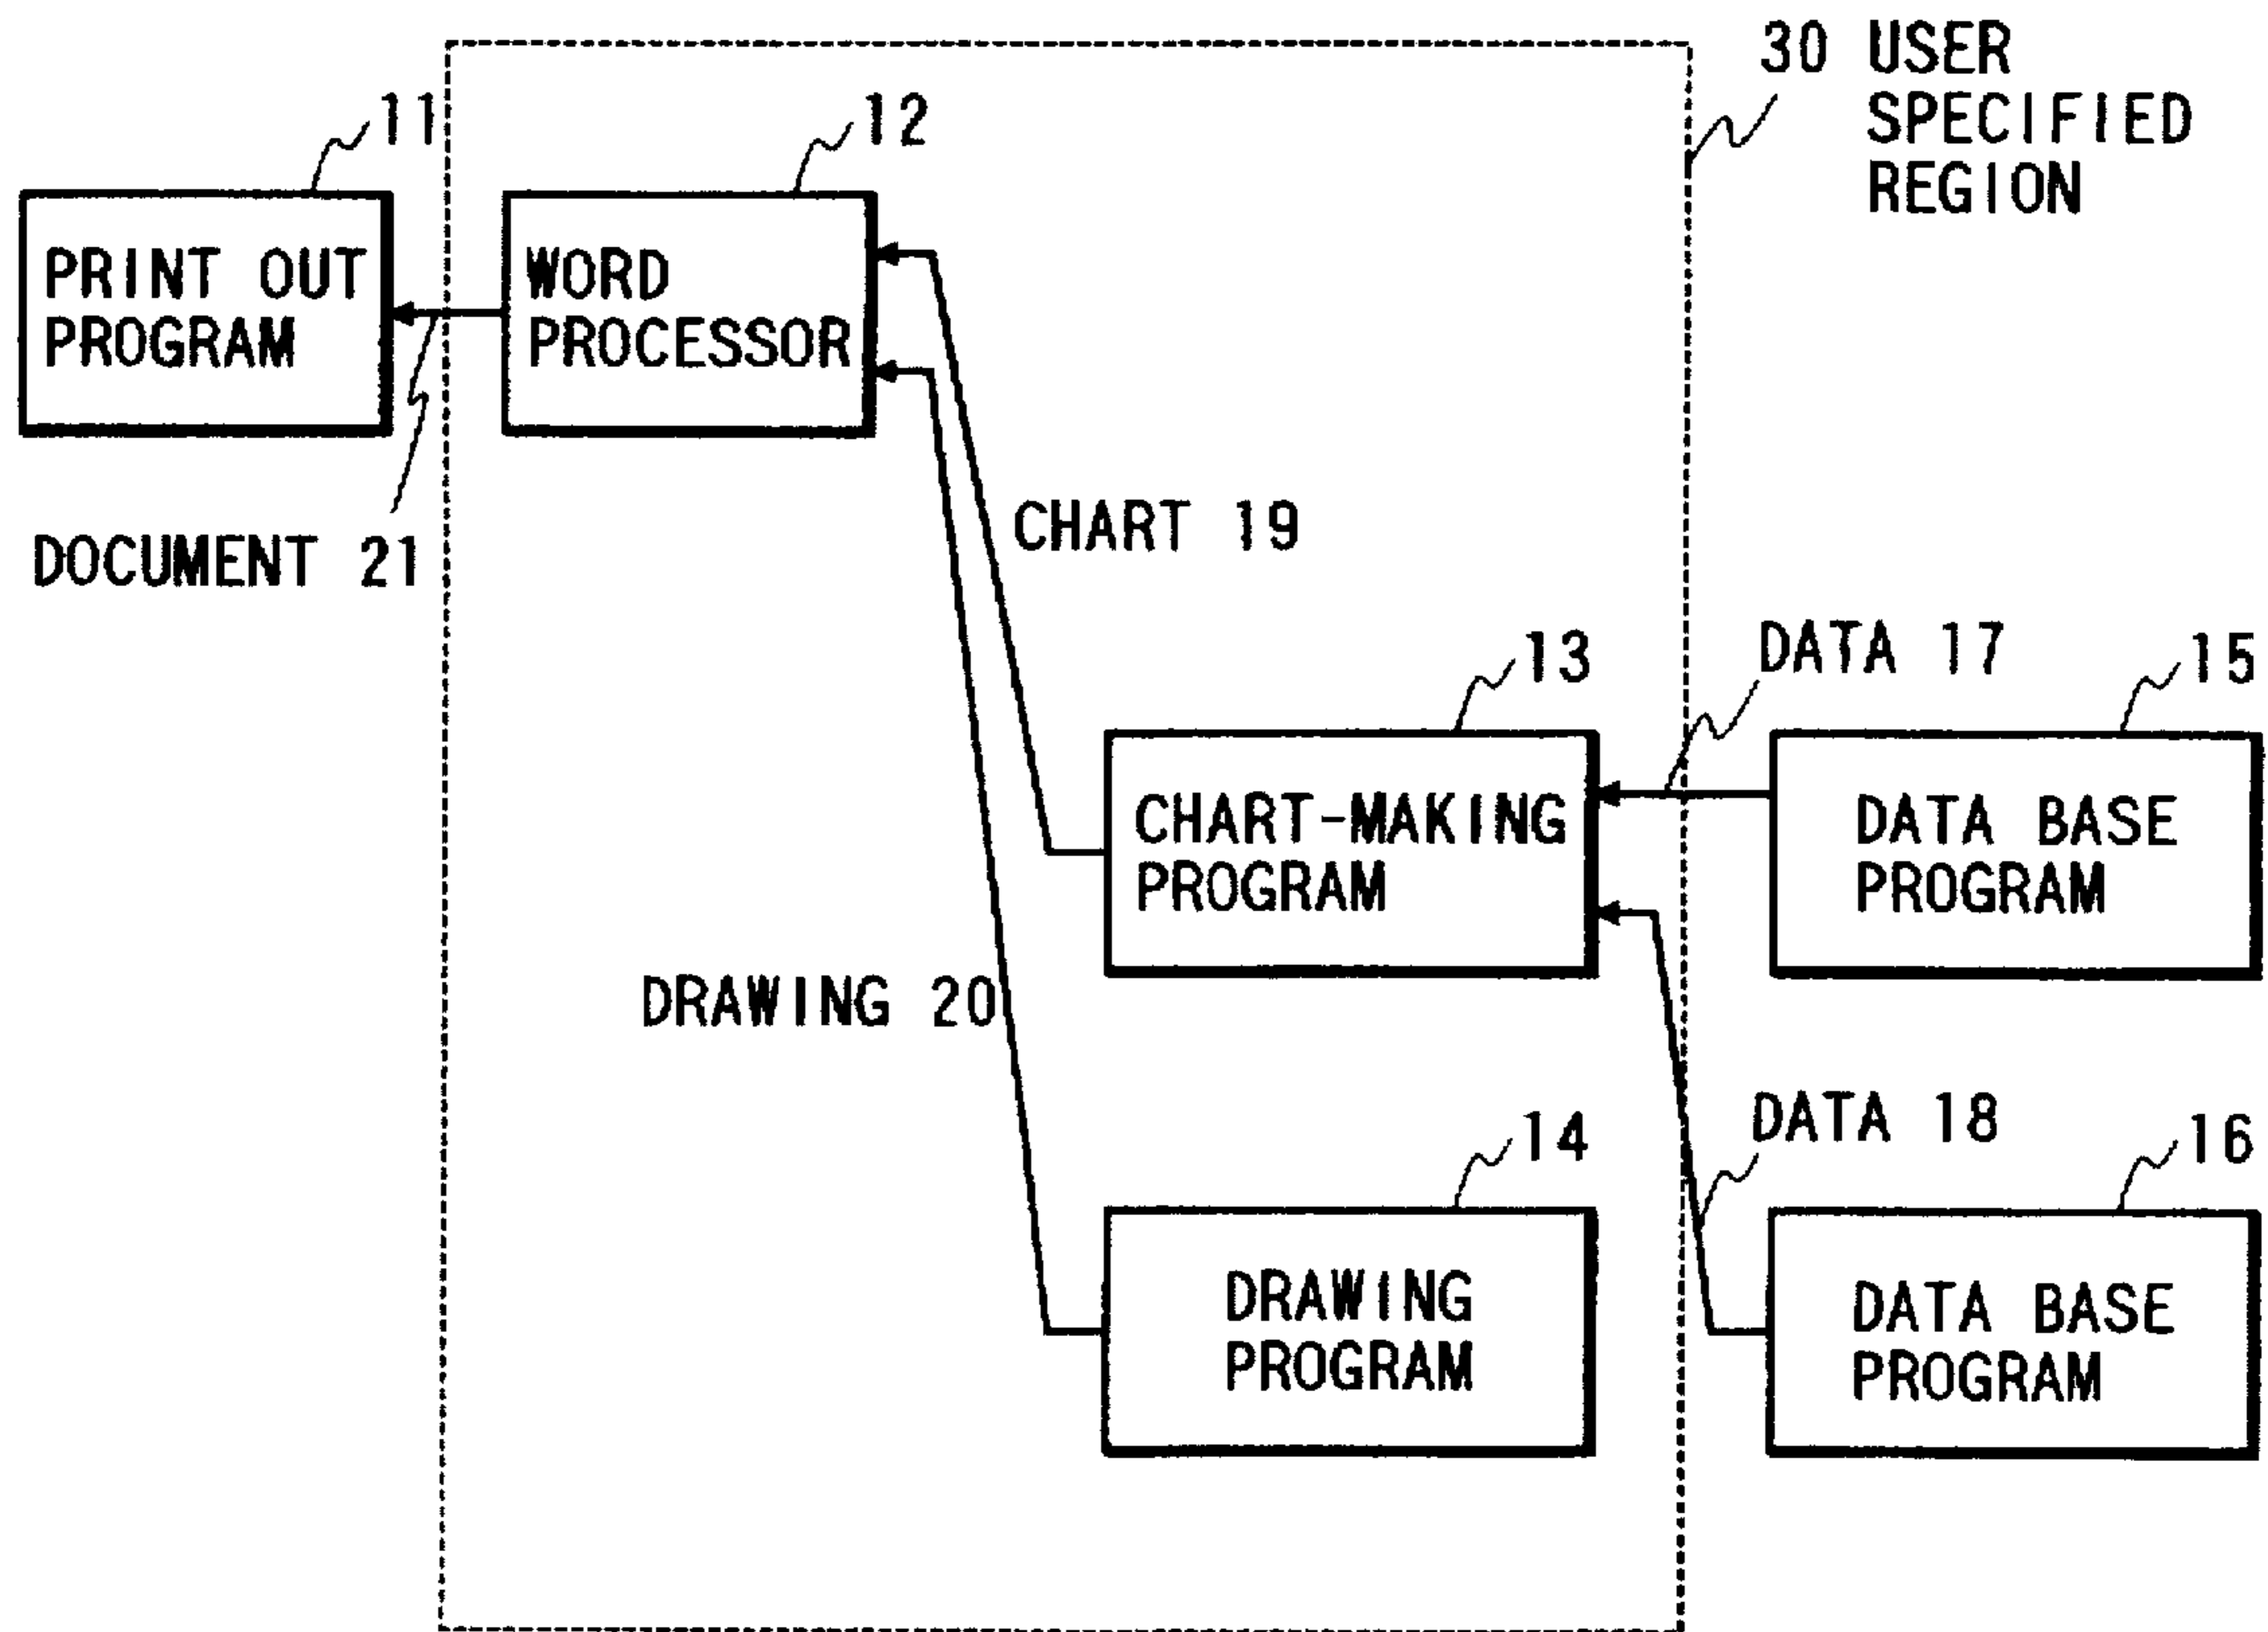 30 USER
SPECIFIED
REGION
11
12
PRINT OUT
PROGRAM
WORD
PROCESSOR
DOCUMENT 21
CHART 19
13
DATA 17
15
CHART-MAKING
PROGRAM
DATA BASE
PROGRAM
DRAWING 20
14
DATA 18
16
DRAWING
PROGRAM
DATA BASE
PROGRAM